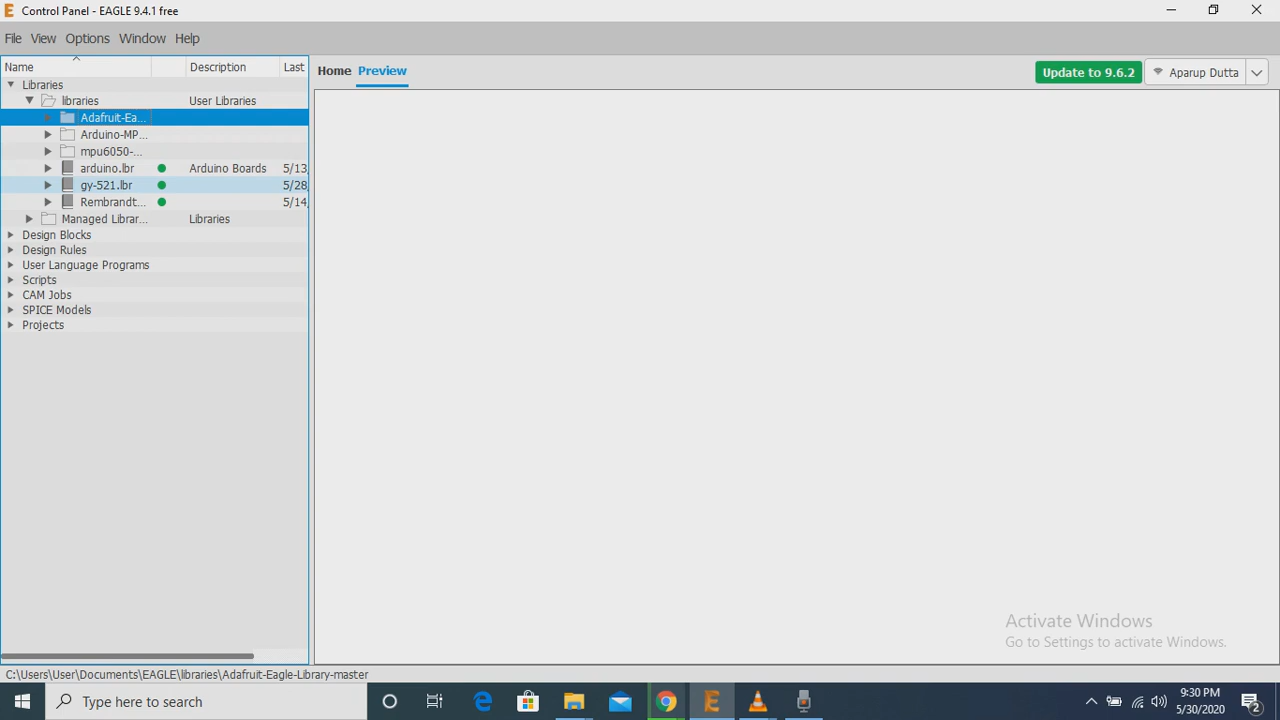 Control Panel - EAGLE 9.4.1 free
File View Options Window Help
Name Description Last
Home Preview
Update to 9.6.2
Aparup Dutta
Libraries
libraries User Libraries
Adafruit-Ea...
Arduino-MP...
mpu6050-...
arduino.lbr Arduino Boards 5/13,
gy-521.lbr 5/28,
Rembrandt... 5/14,
Managed Librar... Libraries
Design Blocks
Design Rules
User Language Programs
Scripts
CAM Jobs
SPICE Models
Projects
Activate Windows
Go to Settings to activate Windows.
C:\Users\User\Documents\EAGLE\libraries\Adafruit-Eagle-Library-master
Type here to search
9:30 PM
5/30/2020
2